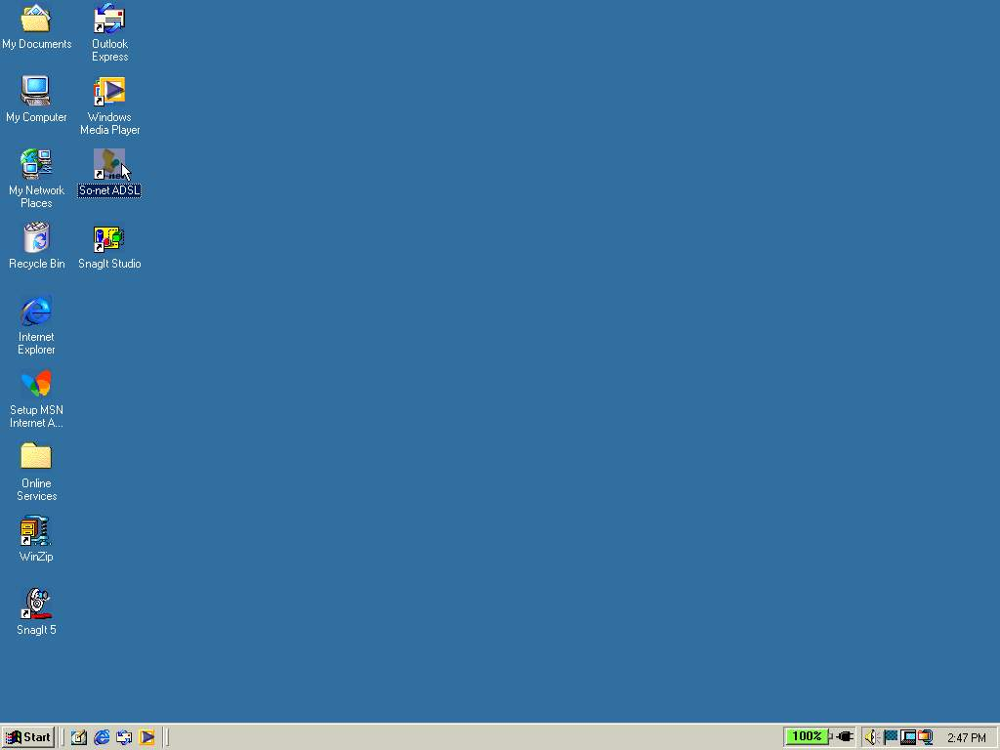 My Documents
Outlook
Express
My Computer
Windows
Media Player
My Network
Places
So-net ADSL
Recycle Bin
SnagIt Studio
Internet
Explorer
Setup MSN
Internet A...
Online
Services
WinZip
SnagIt 5
Start
100%
2:47 PM